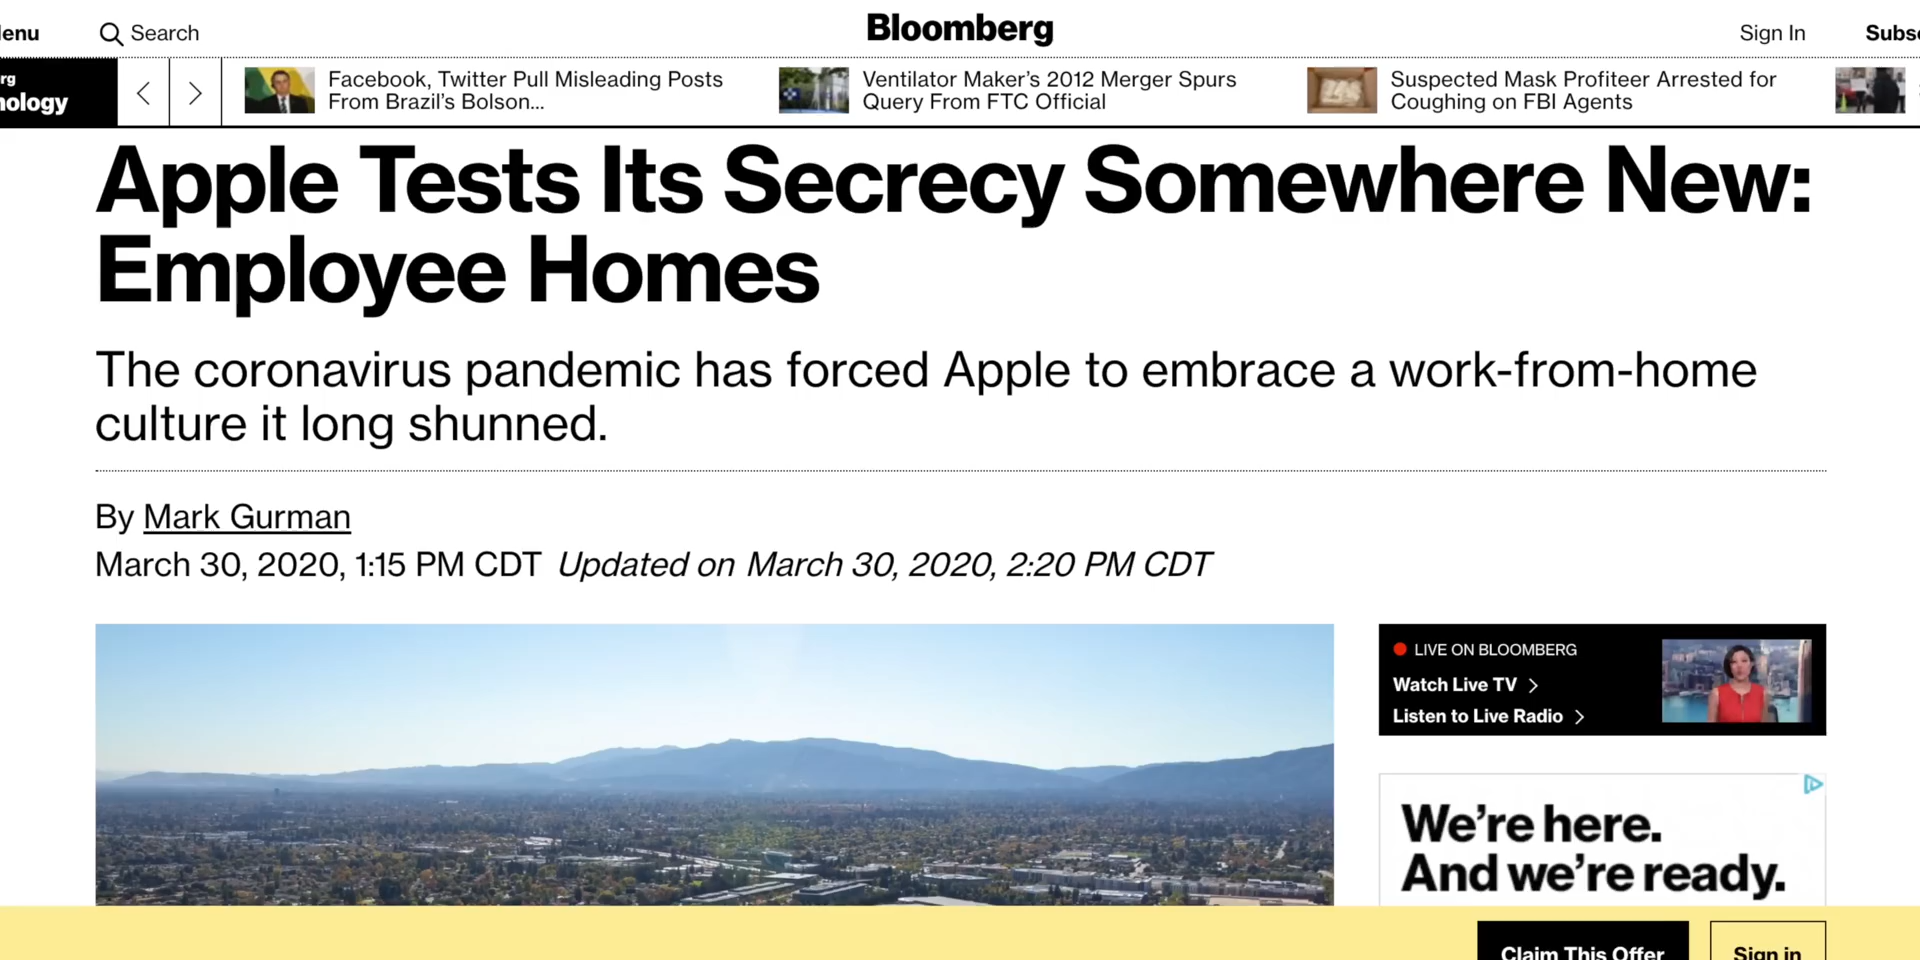 enu
Search
Bloomberg
Sign In
Subs
rg
nology
Facebook, Twitter Pull Misleading Posts
From Brazil’s Bolson...
Ventilator Maker’s 2012 Merger Spurs
Query From FTC Official
Suspected Mask Profiteer Arrested for
Coughing on FBI Agents
Apple Tests Its Secrecy Somewhere New:
Employee Homes
The coronavirus pandemic has forced Apple to embrace a work-from-home
culture it long shunned.
By Mark Gurman
March 30, 2020, 1:15 PM CDT Updated on March 30, 2020, 2:20 PM CDT
LIVE ON BLOOMBERG
Watch Live TV
Listen to Live Radio
We’re here.
And we’re ready.
Claim This Offer
Sign in